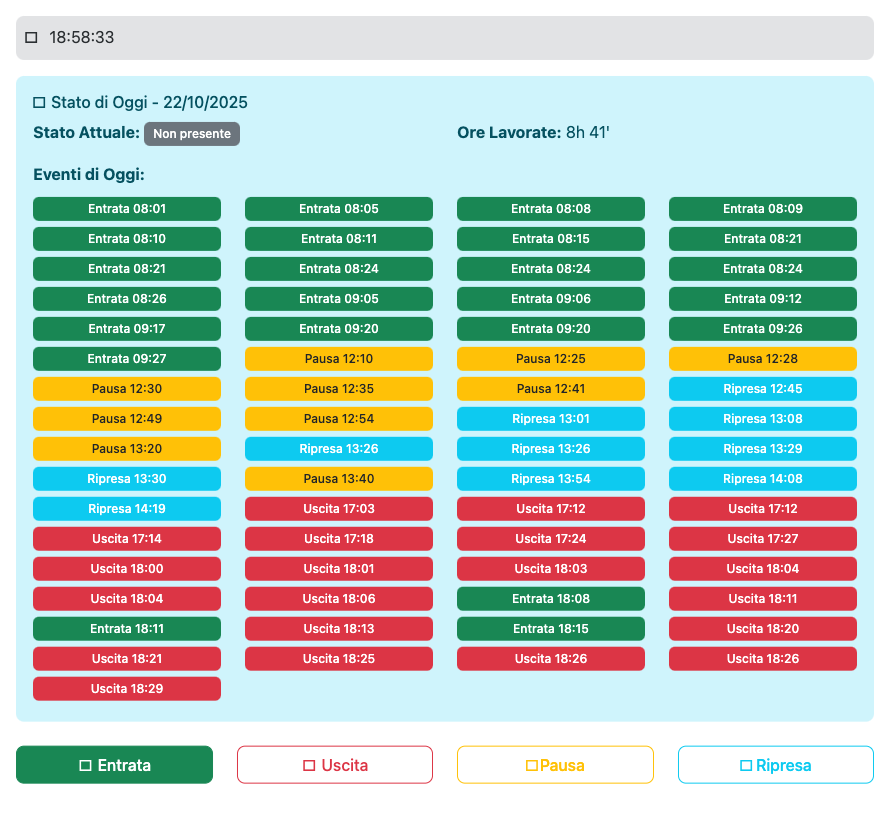 18:58:33
Stato di Oggi - 22/10/2025
Stato Attuale: Non presente Ore Lavorate: 8h 41'
Eventi di Oggi:
Entrata 08:01 Entrata 08:05 Entrata 08:08 Entrata 08:09
Entrata 08:10 Entrata 08:11 Entrata 08:15 Entrata 08:21
Entrata 08:21 Entrata 08:24 Entrata 08:24 Entrata 08:24
Entrata 08:26 Entrata 09:05 Entrata 09:06 Entrata 09:12
Entrata 09:17 Entrata 09:20 Entrata 09:20 Entrata 09:26
Entrata 09:27 Pausa 12:10 Pausa 12:25 Pausa 12:28
Pausa 12:30 Pausa 12:35 Pausa 12:41 Ripresa 12:45
Pausa 12:49 Pausa 12:54 Ripresa 13:01 Ripresa 13:08
Pausa 13:20 Ripresa 13:26 Ripresa 13:26 Ripresa 13:29
Ripresa 13:30 Pausa 13:40 Ripresa 13:54 Ripresa 14:08
Ripresa 14:19 Uscita 17:03 Uscita 17:12 Uscita 17:12
Uscita 17:14 Uscita 17:18 Uscita 17:24 Uscita 17:27
Uscita 18:00 Uscita 18:01 Uscita 18:03 Uscita 18:04
Uscita 18:04 Uscita 18:06 Entrata 18:08 Uscita 18:11
Entrata 18:11 Uscita 18:13 Entrata 18:15 Uscita 18:20
Uscita 18:21 Uscita 18:25 Uscita 18:26 Uscita 18:26
Uscita 18:29
Entrata Uscita Pausa Ripresa